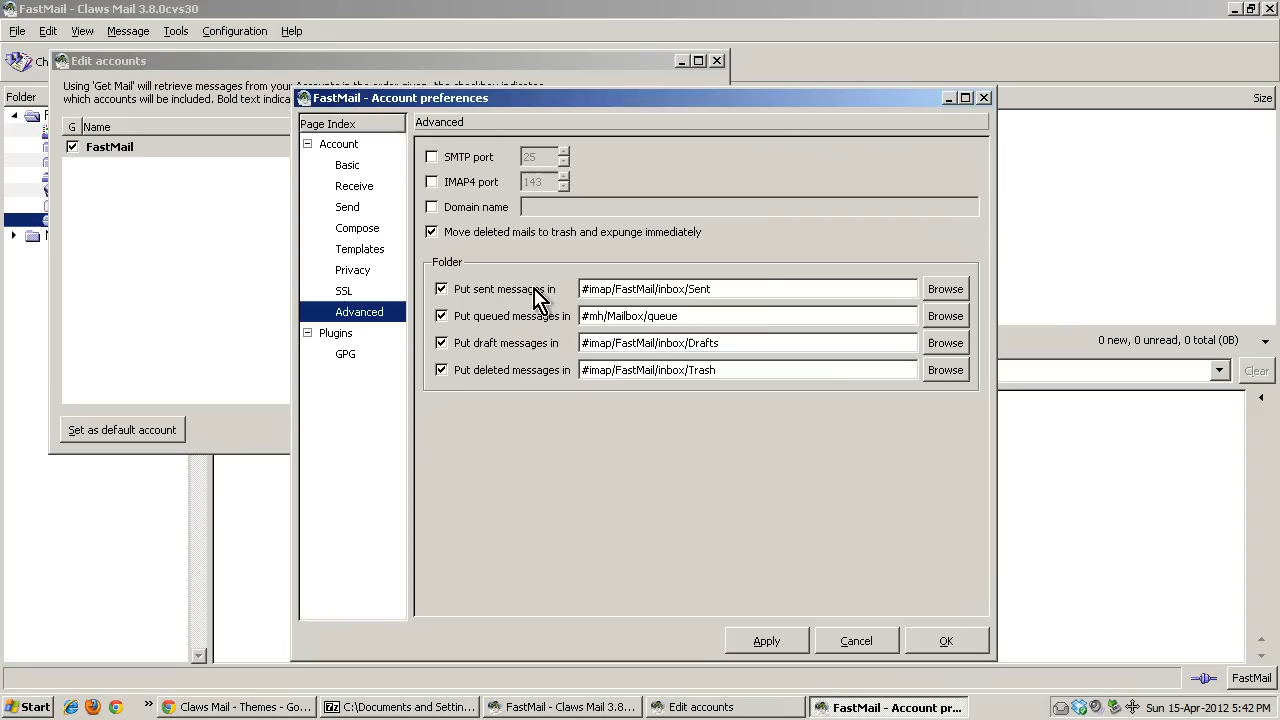 FastMail - Claws Mail 3.8.0cvs30
File Edit View Message Tools Configuration Help
Edit accounts
Using 'Get Mail' will retrieve messages from your Accounts in the order given, the checkbox indicates
which accounts will be included. Bold text indica
Folder
Size
G Name
FastMail
Set as default account
FastMail - Account preferences
Page Index
Account
Basic
Receive
Send
Compose
Templates
Privacy
SSL
Advanced
Plugins
GPG
Advanced
SMTP port 25
IMAP4 port 143
Domain name
Move deleted mails to trash and expunge immediately
Folder
Put sent messages in #imap/FastMail/inbox/Sent Browse
Put queued messages in #mh/Mailbox/queue Browse
Put draft messages in #imap/FastMail/inbox/Drafts Browse
Put deleted messages in #imap/FastMail/inbox/Trash Browse
Apply Cancel OK
0 new, 0 unread, 0 total (0B)
Clear
FastMail
Start » Claws Mail - Themes - Go... C:\Documents and Settin... FastMail - Claws Mail 3.8... Edit accounts FastMail - Account pr... Sun 15-Apr-2012 5:42 PM